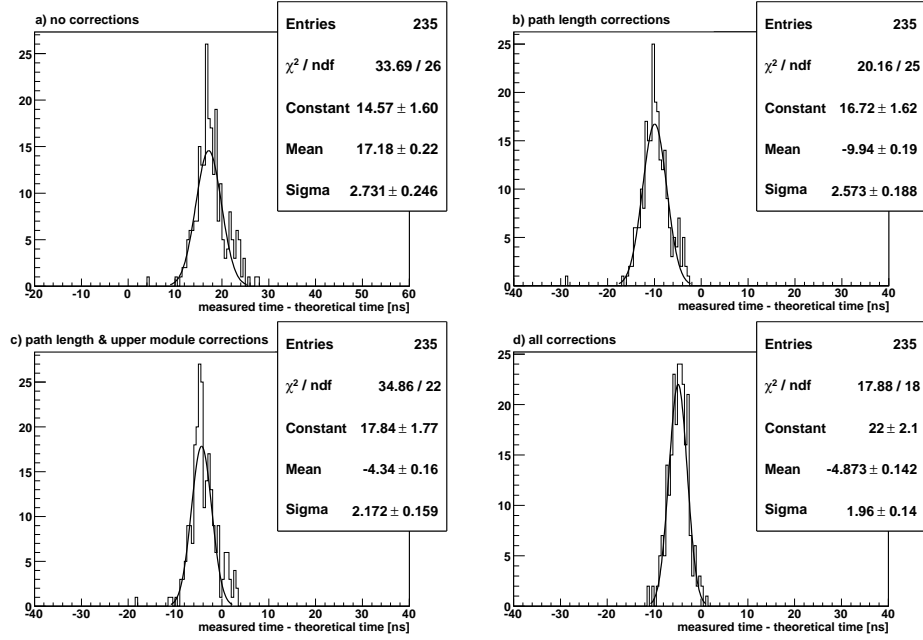 a) no corrections
Entries 235
χ² / ndf 33.69 / 26
Constant 14.57 ± 1.60
Mean 17.18 ± 0.22
Sigma 2.731 ± 0.246
25
20
15
10
5
0
-20 -10 0 10 20 30 40 50 60
measured time - theoretical time [ns]
b) path length corrections
Entries 235
χ² / ndf 20.16 / 25
Constant 16.72 ± 1.62
Mean -9.94 ± 0.19
Sigma 2.573 ± 0.188
25
20
15
10
5
0
-40 -30 -20 -10 0 10 20 30 40
measured time - theoretical time [ns]
c) path length & upper module corrections
Entries 235
χ² / ndf 34.86 / 22
Constant 17.84 ± 1.77
Mean -4.34 ± 0.16
Sigma 2.172 ± 0.159
25
20
15
10
5
0
-40 -30 -20 -10 0 10 20 30 40
measured time - theoretical time [ns]
d) all corrections
Entries 235
χ² / ndf 17.88 / 18
Constant 22 ± 2.1
Mean -4.873 ± 0.142
Sigma 1.96 ± 0.14
25
20
15
10
5
0
-40 -30 -20 -10 0 10 20 30 40
measured time - theoretical time [ns]